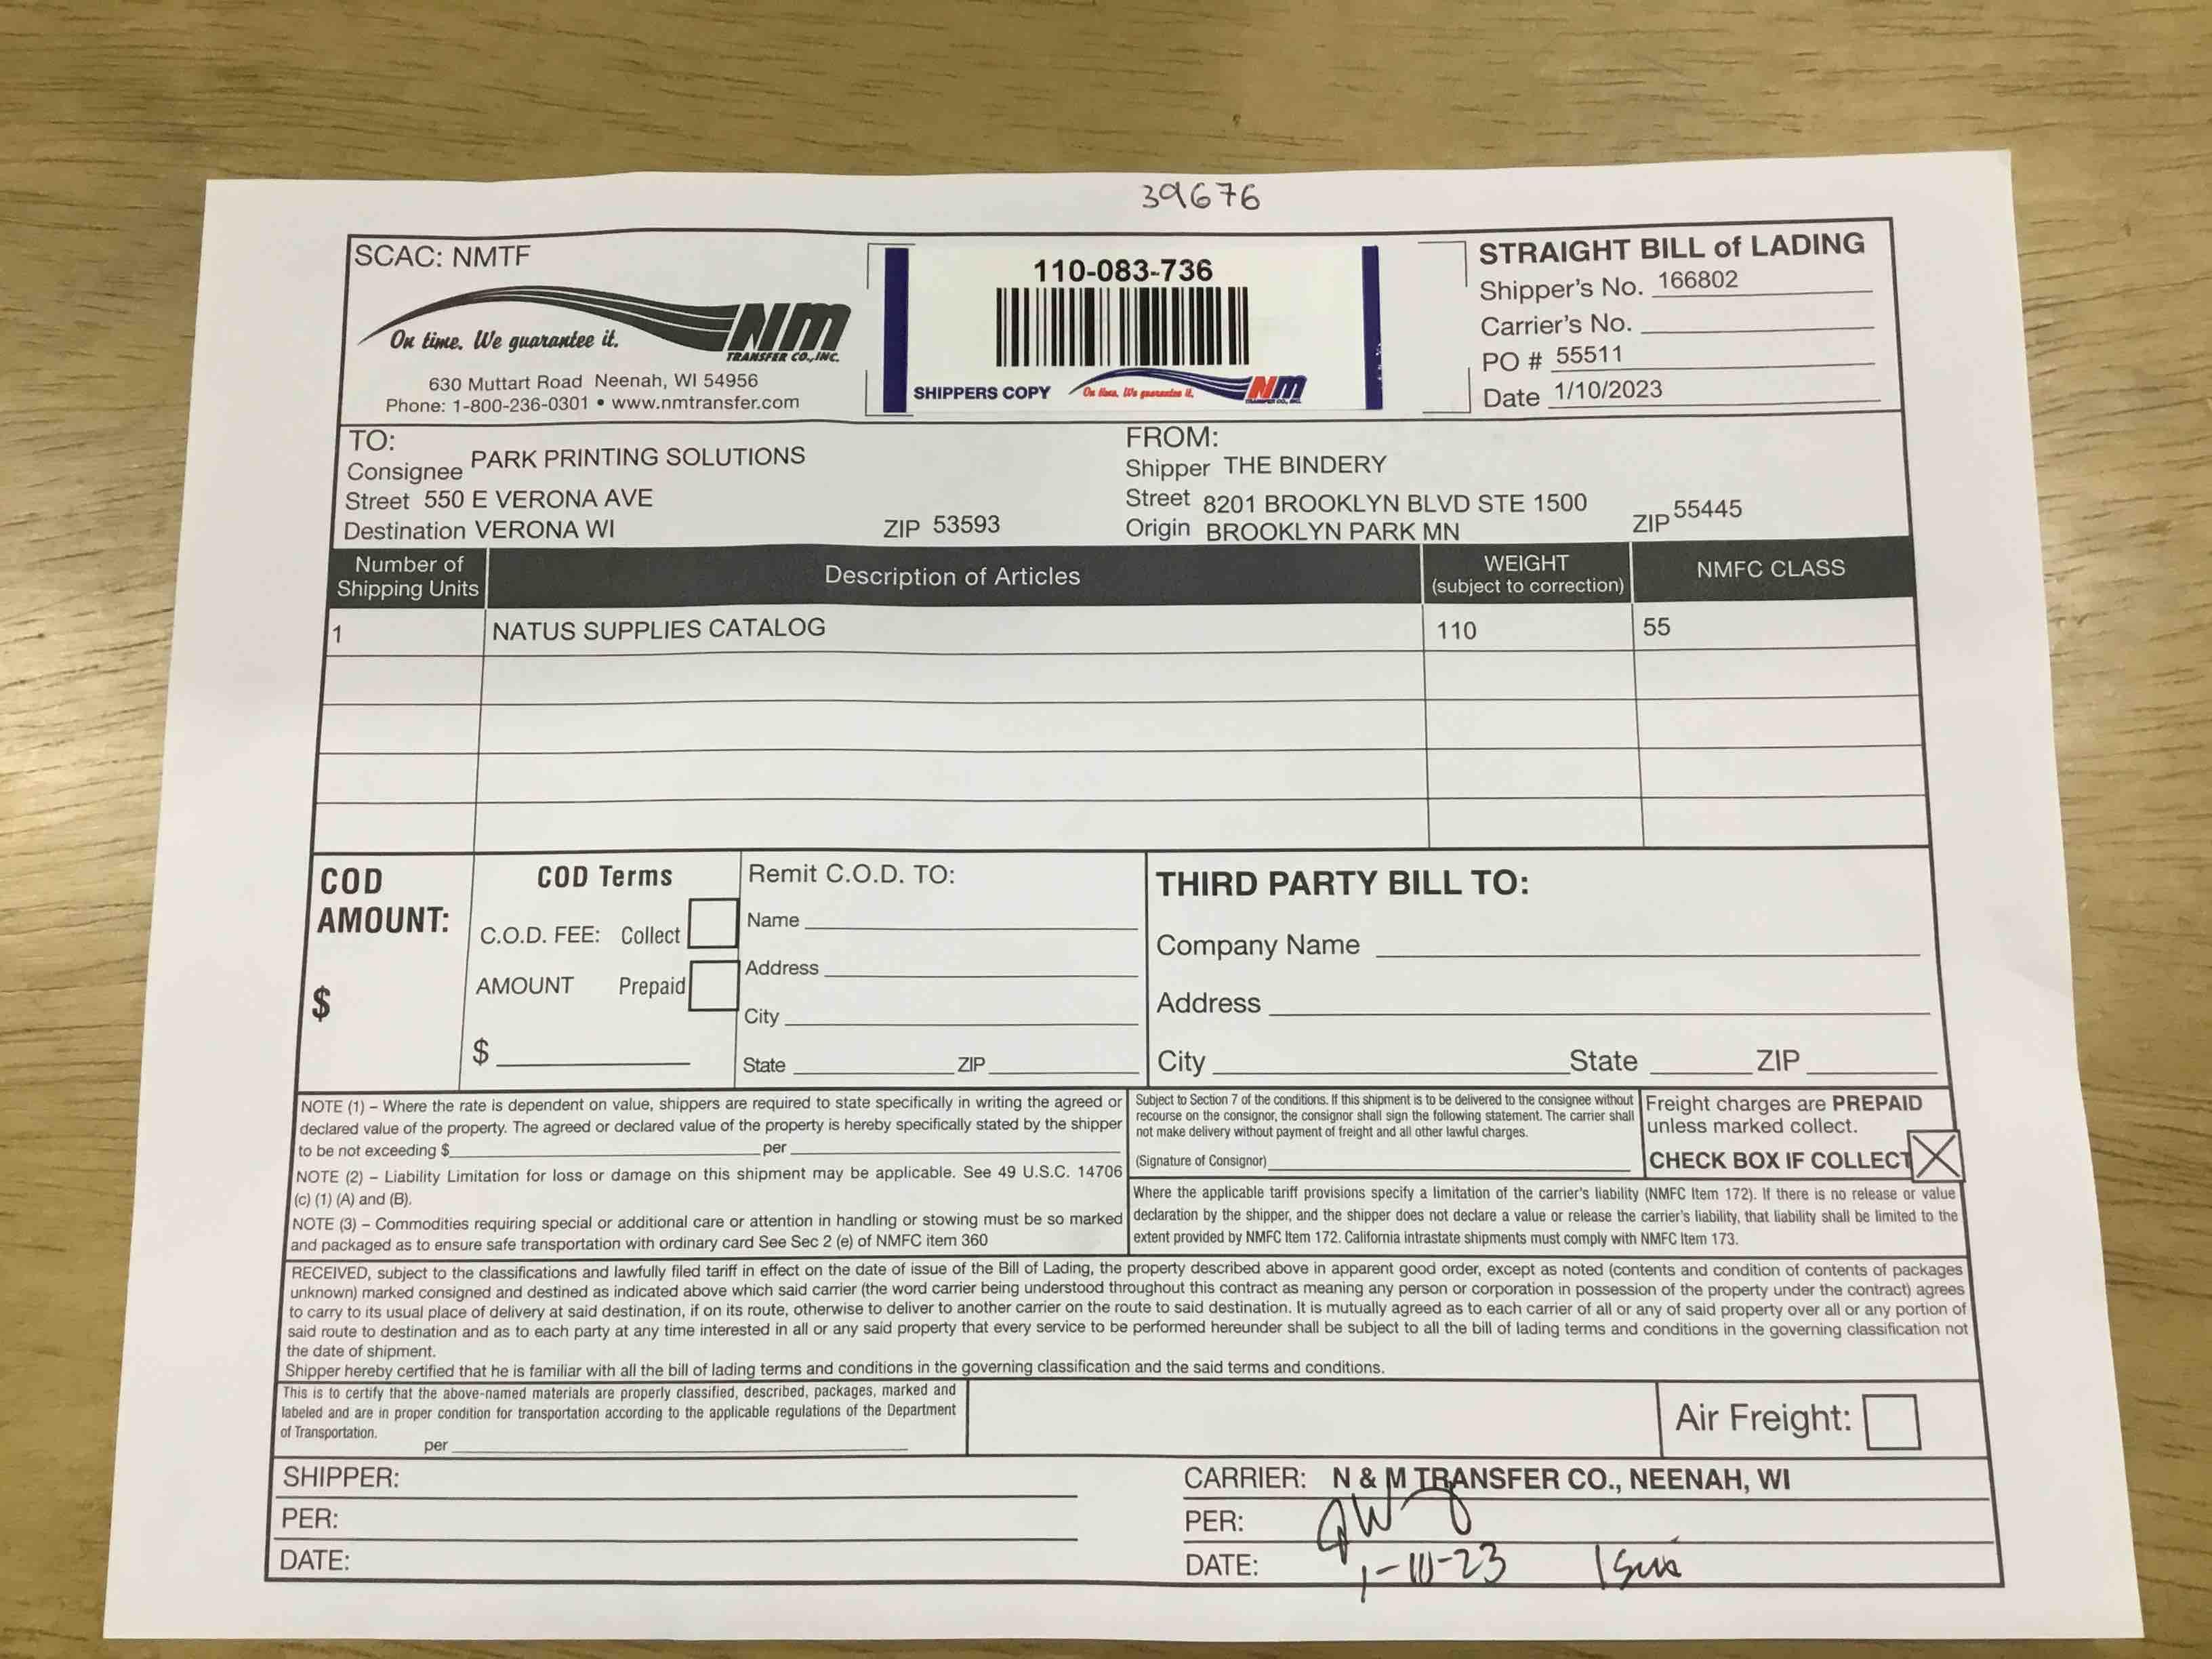 39676
SCAC: NMTF
On time. We guarantee it.
NM
TRANSFER CO., INC.
630 Muttart Road Neenah, WI 54956
Phone: 1-800-236-0301 • www.nmtransfer.com
110-083-736
SHIPPERS COPY On time. We guarantee it. NM
STRAIGHT BILL of LADING
Shipper's No. 166802
Carrier's No.
PO # 55511
Date 1/10/2023
TO:
Consignee PARK PRINTING SOLUTIONS
Street 550 E VERONA AVE
Destination VERONA WI ZIP 53593
FROM:
Shipper THE BINDERY
Street 8201 BROOKLYN BLVD STE 1500
Origin BROOKLYN PARK MN ZIP 55445
Number of Shipping Units Description of Articles WEIGHT (subject to correction) NMFC CLASS
1 NATUS SUPPLIES CATALOG 110 55
COD AMOUNT:
$
COD Terms
C.O.D. FEE: Collect
AMOUNT Prepaid
$
Remit C.O.D. TO:
Name
Address
City
State ZIP
THIRD PARTY BILL TO:
Company Name
Address
City State ZIP
NOTE (1) – Where the rate is dependent on value, shippers are required to state specifically in writing the agreed or
declared value of the property. The agreed or declared value of the property is hereby specifically stated by the shipper
to be not exceeding $ per
NOTE (2) – Liability Limitation for loss or damage on this shipment may be applicable. See 49 U.S.C. 14706
(c) (1) (A) and (B).
NOTE (3) – Commodities requiring special or additional care or attention in handling or stowing must be so marked
and packaged as to ensure safe transportation with ordinary card See Sec 2 (e) of NMFC item 360
Subject to Section 7 of the conditions. If this shipment is to be delivered to the consignee without
recourse on the consignor, the consignor shall sign the following statement. The carrier shall
not make delivery without payment of freight and all other lawful charges.
(Signature of Consignor)
Freight charges are PREPAID
unless marked collect.
CHECK BOX IF COLLECT
Where the applicable tariff provisions specify a limitation of the carrier's liability (NMFC Item 172). If there is no release or value
declaration by the shipper, and the shipper does not declare a value or release the carrier's liability, that liability shall be limited to the
extent provided by NMFC Item 172. California intrastate shipments must comply with NMFC Item 173.
RECEIVED, subject to the classifications and lawfully filed tariff in effect on the date of issue of the Bill of Lading, the property described above in apparent good order, except as noted (contents and condition of contents of packages
unknown) marked consigned and destined as indicated above which said carrier (the word carrier being understood throughout this contract as meaning any person or corporation in possession of the property under the contract) agrees
to carry to its usual place of delivery at said destination, if on its route, otherwise to deliver to another carrier on the route to said destination. It is mutually agreed as to each carrier of all or any of said property over all or any portion of
said route to destination and as to each party at any time interested in all or any said property that every service to be performed hereunder shall be subject to all the bill of lading terms and conditions in the governing classification not
the date of shipment.
Shipper hereby certified that he is familiar with all the bill of lading terms and conditions in the governing classification and the said terms and conditions.
This is to certify that the above-named materials are properly classified, described, packages, marked and
labeled and are in proper condition for transportation according to the applicable regulations of the Department
of Transportation.
per
Air Freight:
SHIPPER:
PER:
DATE:
CARRIER: N & M TRANSFER CO., NEENAH, WI
PER:
DATE: